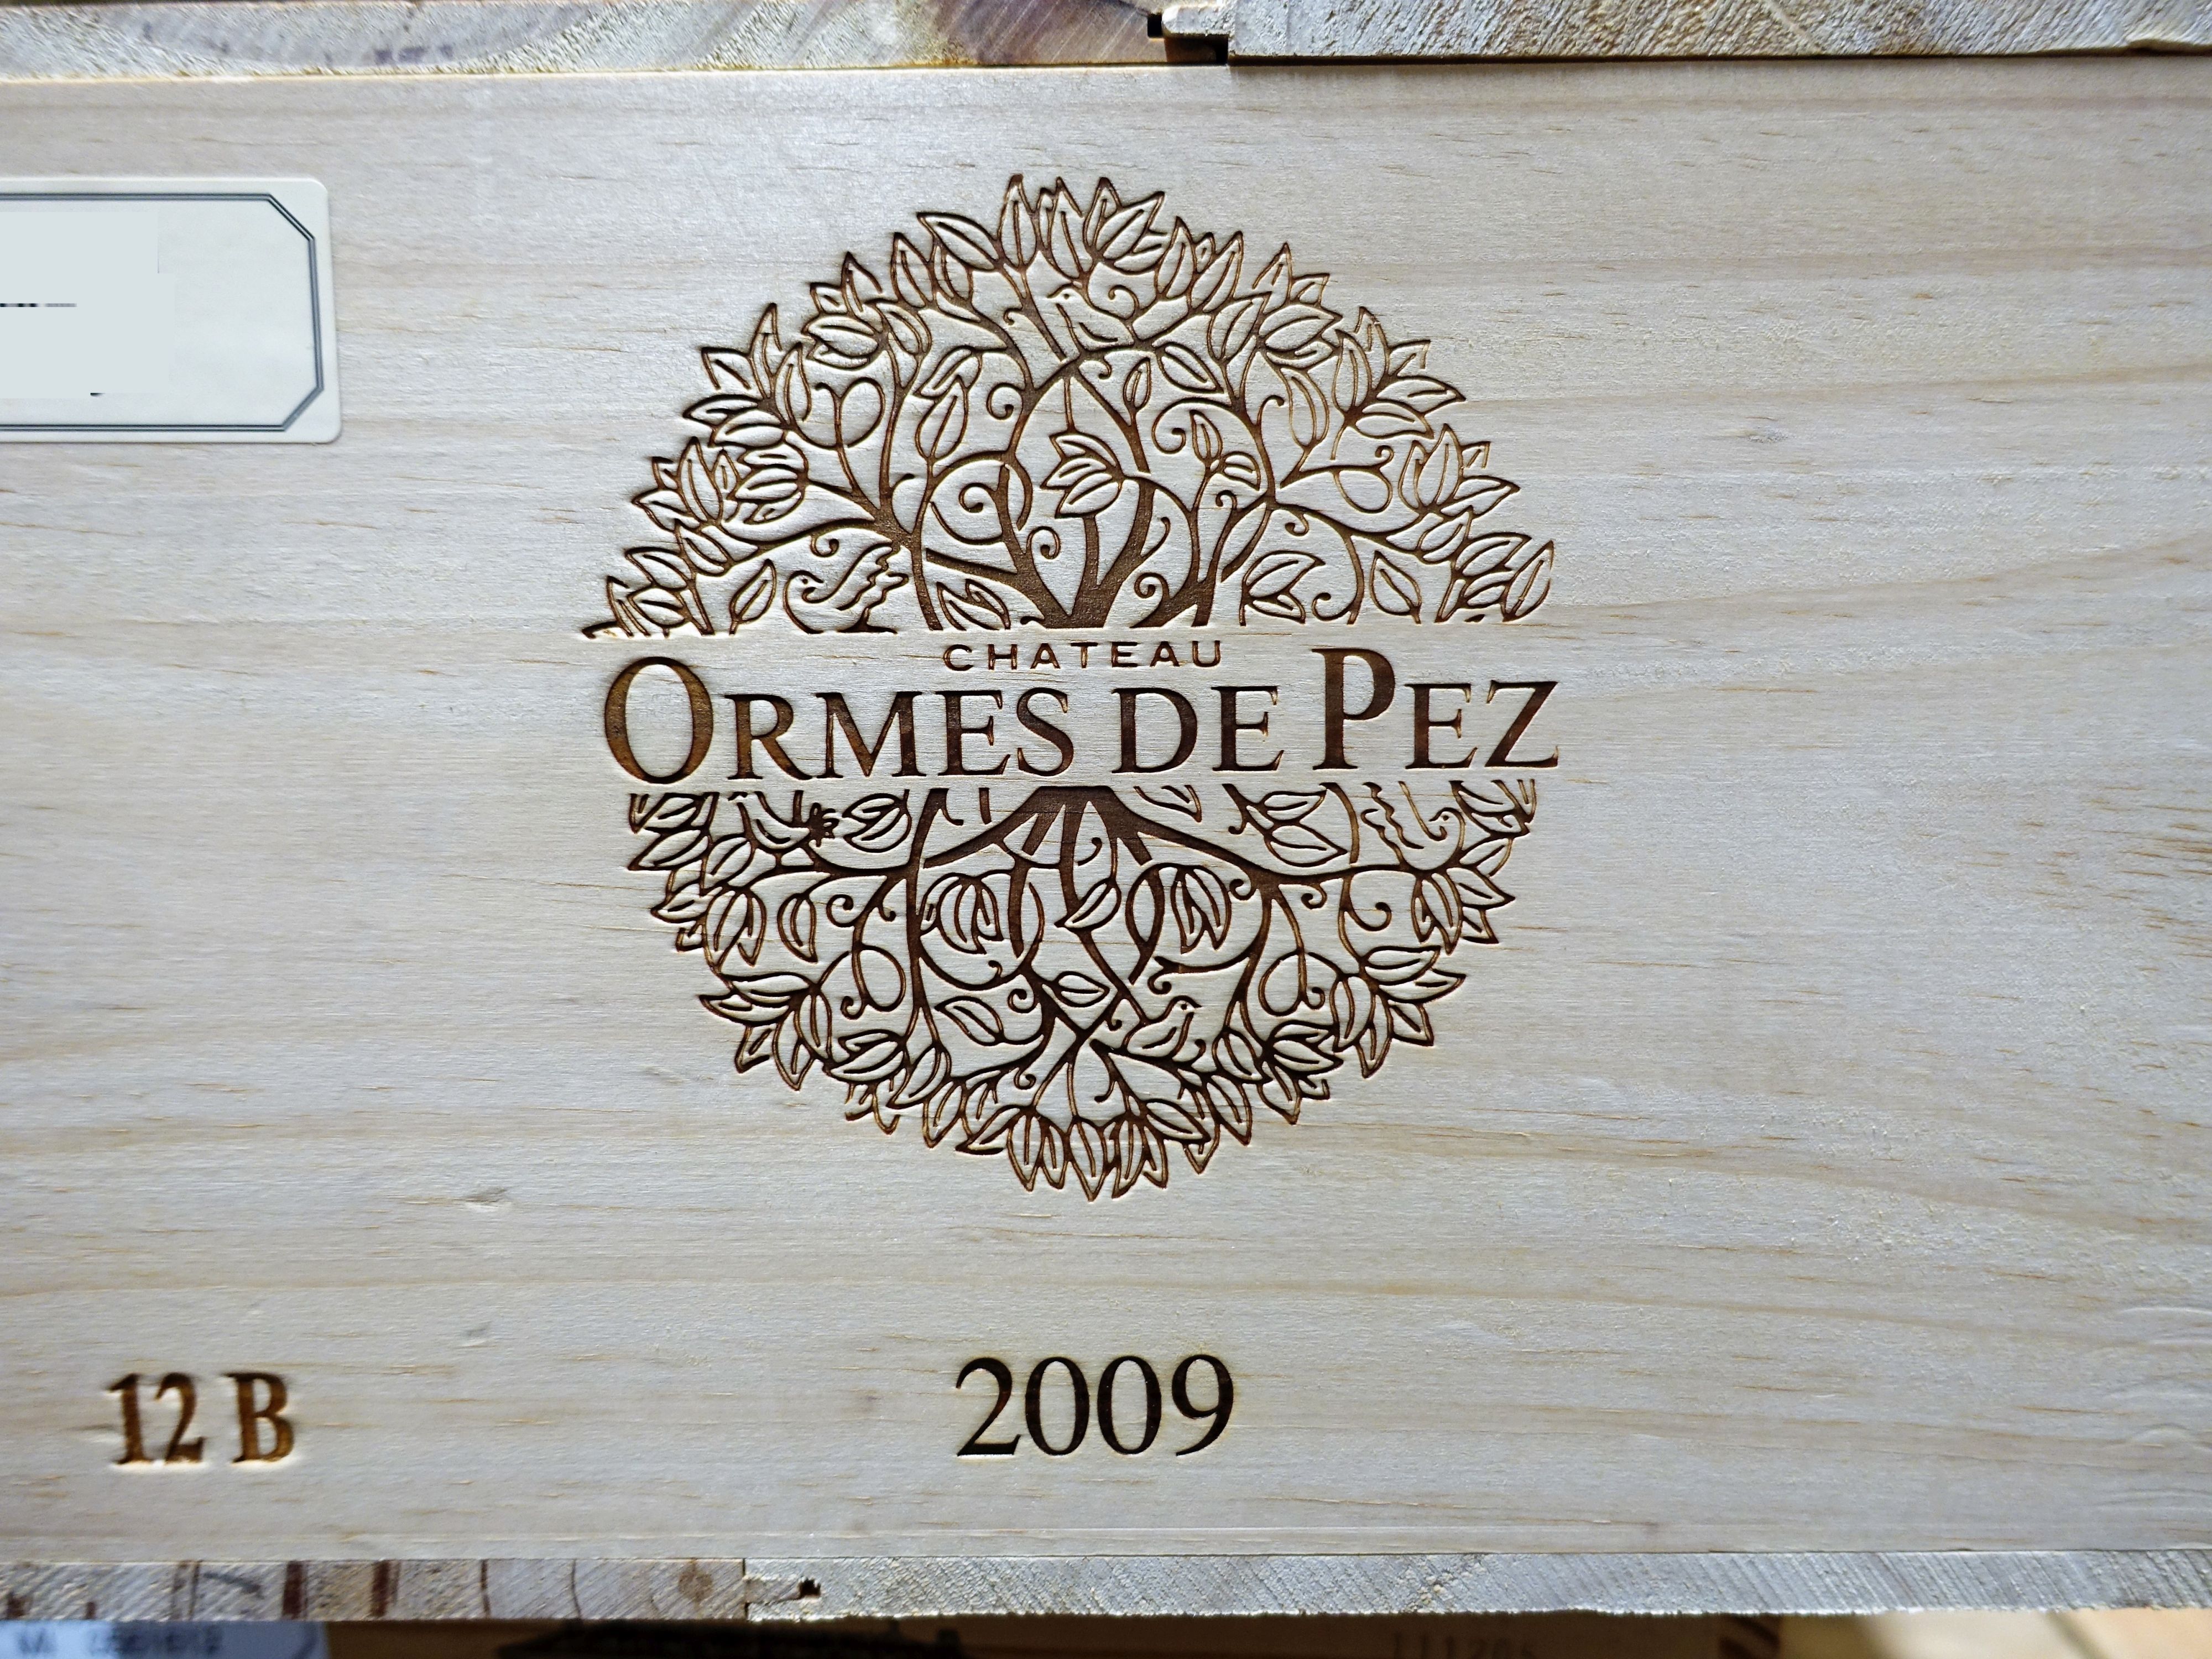 CHATEAU
ORMES DE PEZ
12 B
2009